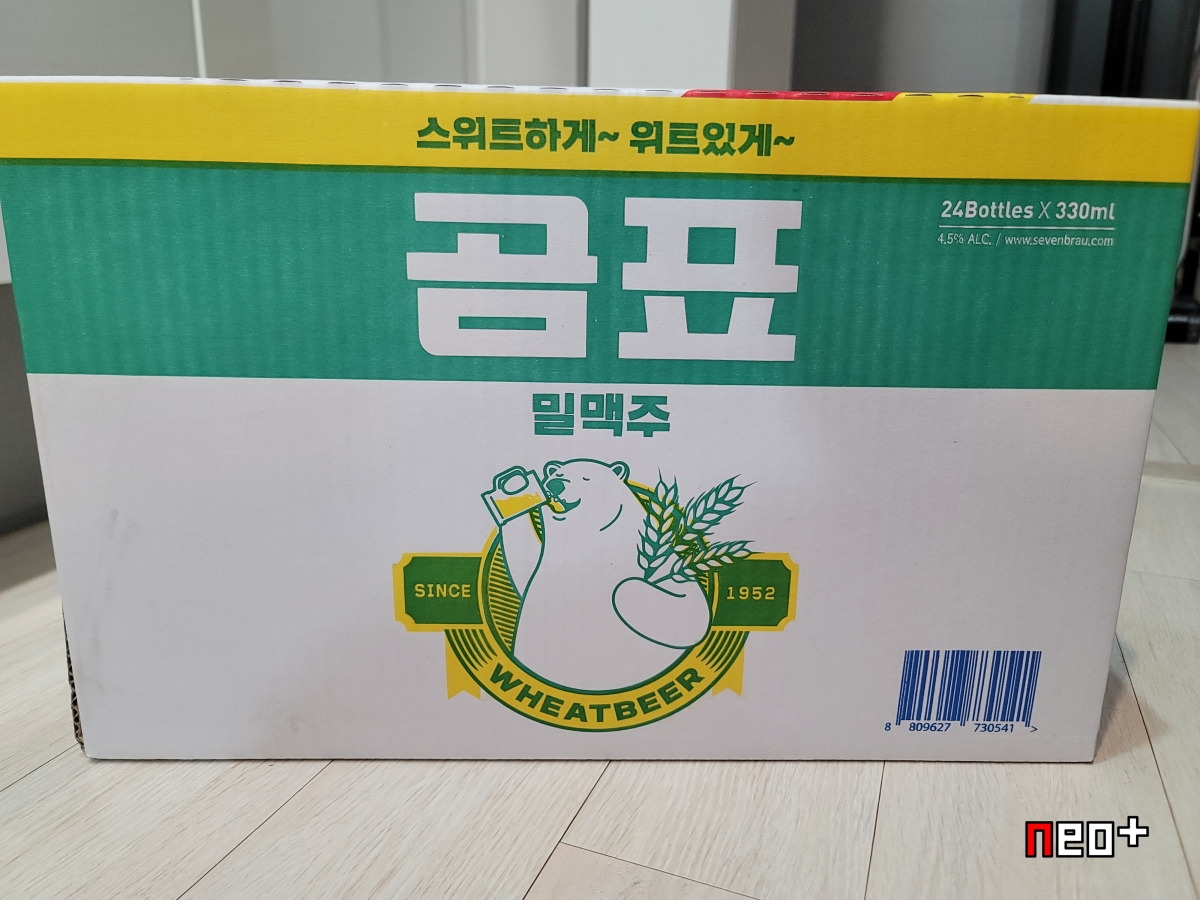 스위트하게~ 위트있게~
곰표
24Bottles X 330ml
4.5% ALC. / www.sevenbrau.com
밀맥주
SINCE 1952
WHEATBEER
8 809627 730541 >
neo+